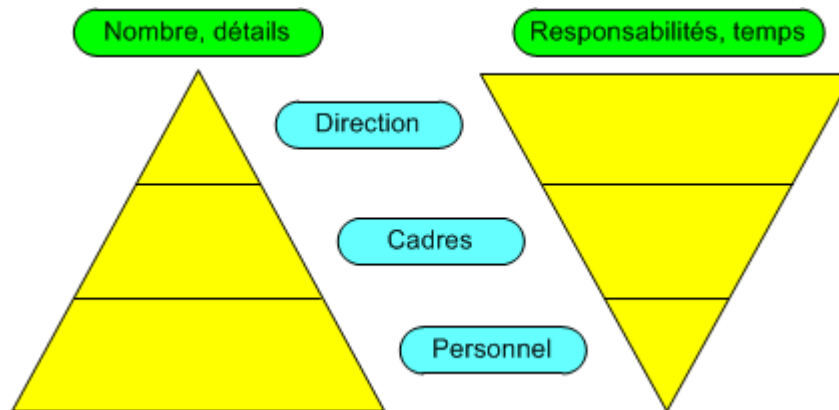 Nombre, détails
Responsabilités, temps
Direction
Cadres
Personnel